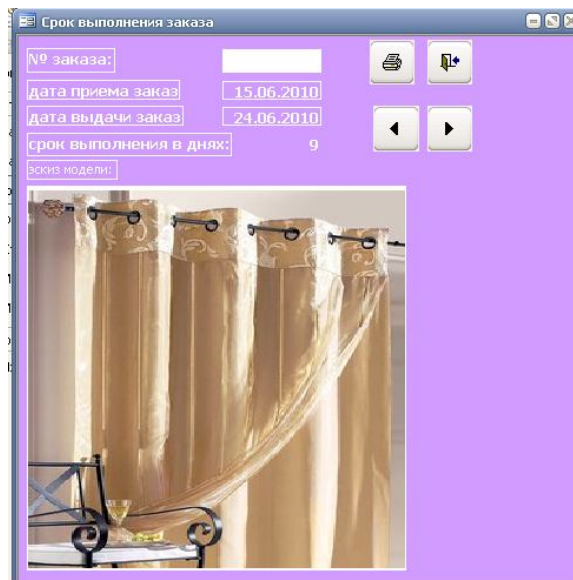 Срок выполнения заказа
№ заказа:
дата приема заказ 15.06.2010
дата выдачи заказ 24.06.2010
срок выполнения в днях: 9
эскиз модели: